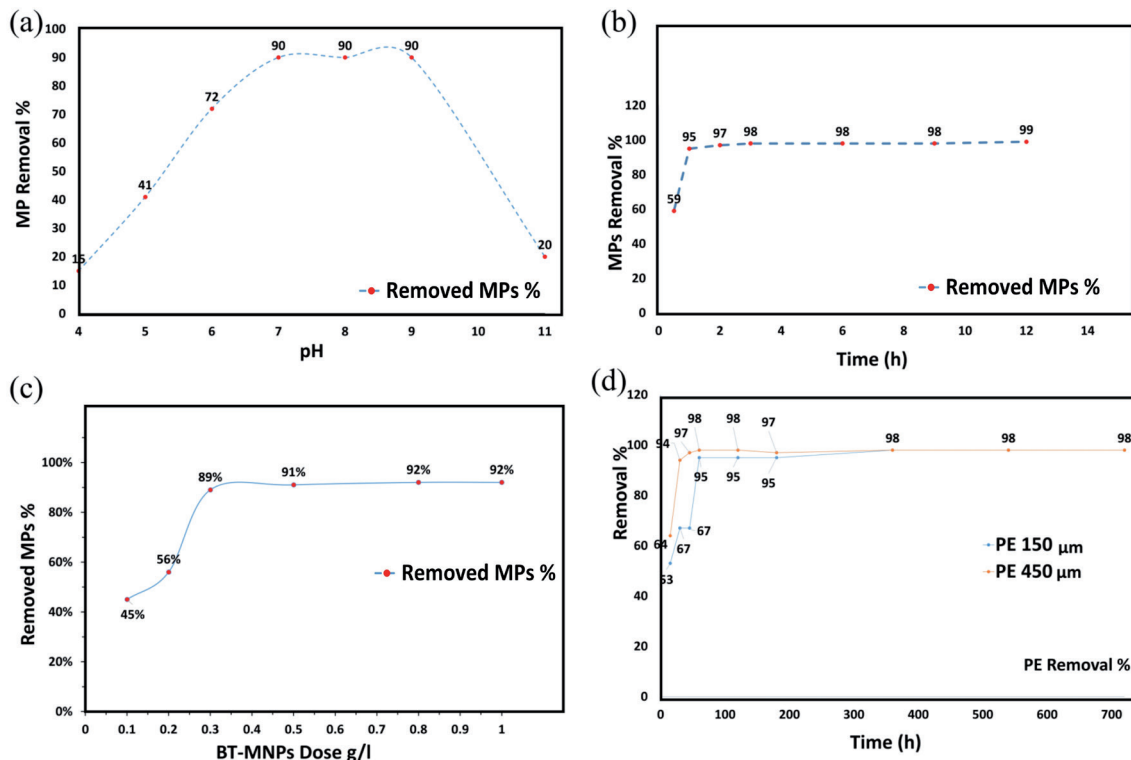 (a)
MP Removal %
100
90
80
70
60
50
40
30
20
10
0
15
41
72
90
90
90
20
Removed MPs %
4 5 6 7 8 9 10 11
pH
(b)
MPs Removal %
120
100
80
60
40
20
0
59
95 97 98 98 98 99
Removed MPs %
0 2 4 6 8 10 12 14
Time (h)
(c)
Removed MPs %
100%
80%
60%
40%
20%
0%
45%
56%
89% 91% 92% 92%
Removed MPs %
0 0.1 0.2 0.3 0.4 0.5 0.6 0.7 0.8 0.9 1
BT-MNPs Dose g/l
(d)
Removal %
120
100
80
60
40
20
0
94 97 98 98 97 98 98 98
64
53
67 67
95 95 95
PE 150 μm
PE 450 μm
PE Removal %
0 100 200 300 400 500 600 700
Time (h)